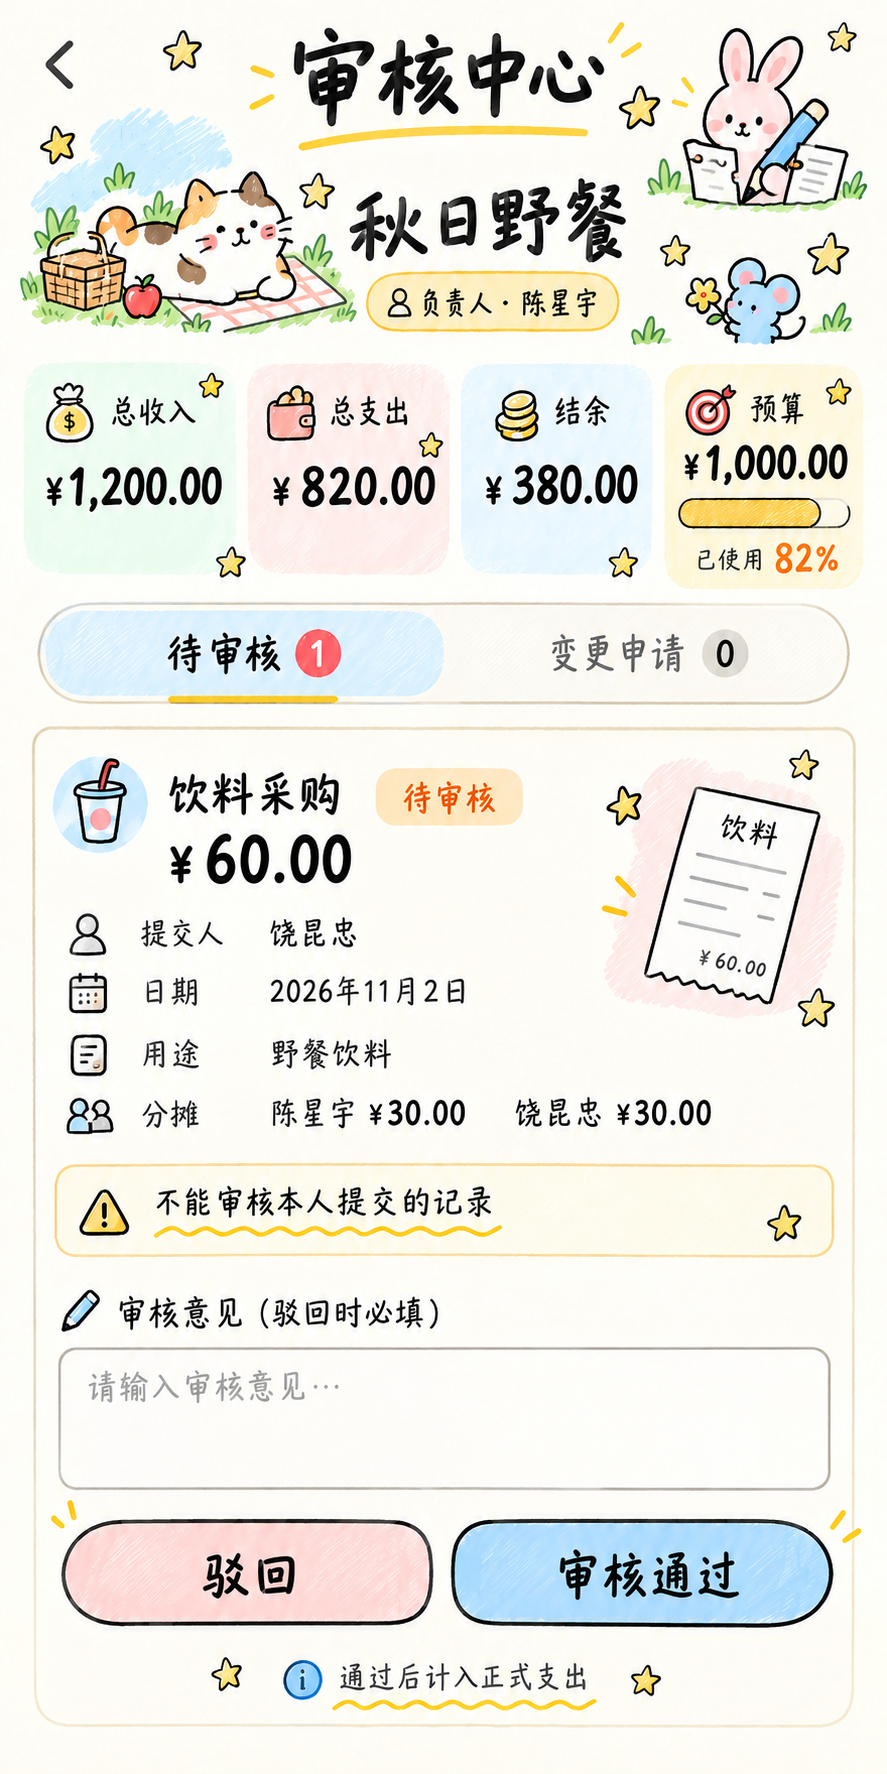 审核中心
秋日野餐
负责人·陈星宇
$
总收入
¥1,200.00
总支出
¥820.00
结余
¥380.00
预算
¥1,000.00
已使用 82%
待审核 1
变更申请 0
饮料采购 待审核
¥60.00
饮料
¥60.00
提交人 饶昆忠
日期 2026年11月2日
用途 野餐饮料
分摊 陈星宇 ¥30.00 饶昆忠 ¥30.00
不能审核本人提交的记录
审核意见（驳回时必填）
请输入审核意见…
驳回
审核通过
通过后计入正式支出